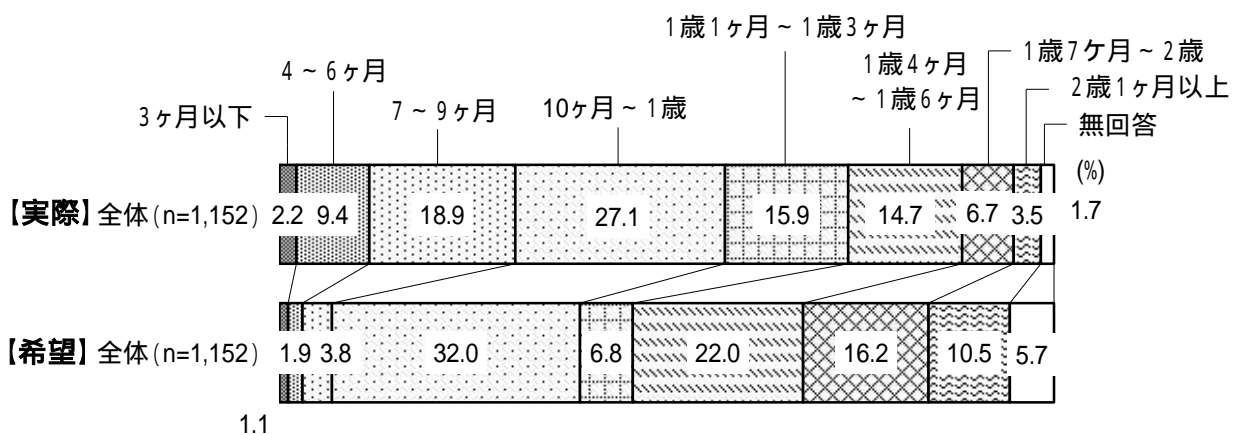 1歳1ヶ月～1歳3ヶ月
1歳7ケ月～2歳
4～6ヶ月
1歳4ヶ月
～1歳6ヶ月
2歳1ヶ月以上
3ヶ月以下
7～9ヶ月
10ヶ月～1歳
無回答
(%)
【実際】全体(n=1,152) 2.2 9.4 18.9 27.1 15.9 14.7 6.7 3.5 1.7
【希望】全体(n=1,152) 1.9 3.8 32.0 6.8 22.0 16.2 10.5 5.7
1.1